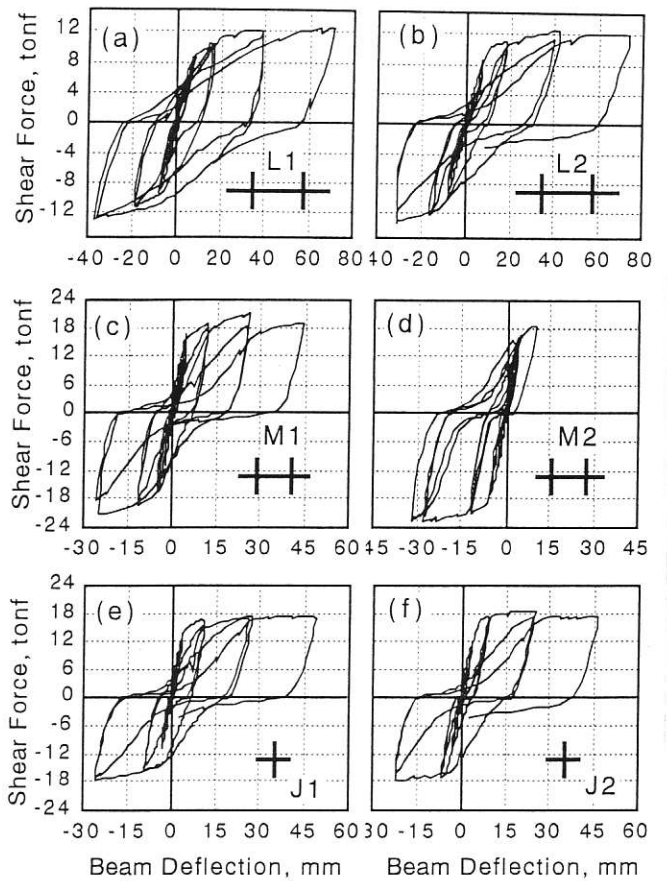 Shear Force, tonf
12
8
4
0
-4
-8
-12
(a)
L1
-40 -20 0 20 40 60 80
(b)
L2
40 -20 0 20 40 60 80
Shear Force, tonf
24
18
12
6
0
-6
-12
-18
-24
(c)
M1
-30 -15 0 15 30 45 60
(d)
M2
45 -30 -15 0 15 30 45
Shear Force, tonf
24
18
12
6
0
-6
-12
-18
-24
(e)
J1
-30 -15 0 15 30 45 60
(f)
J2
-30 -15 0 15 30 45 60
Beam Deflection, mm
Beam Deflection, mm